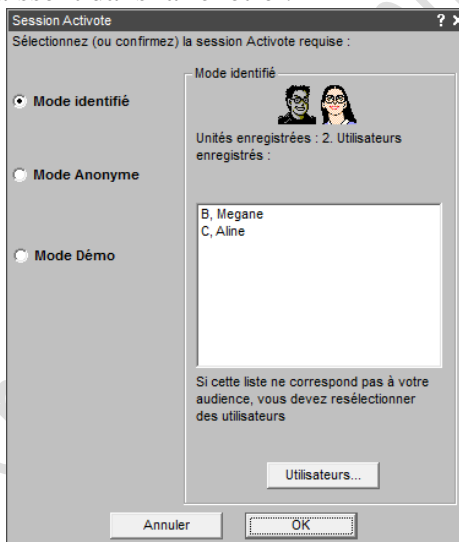 Session Activote ? x
Sélectionnez (ou confirmez) la session Activote requise :
Mode identifié
Mode Anonyme
Mode Démo
Mode identifié
Unités enregistrées : 2. Utilisateurs
enregistrés :
B, Megane
C, Aline
Si cette liste ne correspond pas à votre
audience, vous devez resélectionner
des utilisateurs
Utilisateurs...
Annuler
OK